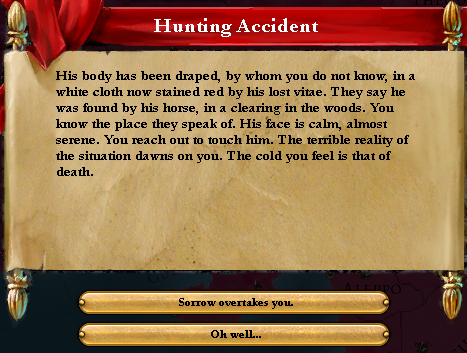 Hunting Accident
His body has been draped, by whom you do not know, in a
white cloth now stained red by his lost vitae. They say he
was found by his horse, in a clearing in the woods. You
know the place they speak of. His face is calm, almost
serene. You reach out to touch him. The terrible reality of
the situation dawns on you. The cold you feel is that of
death.
ALEPPO
Sorrow overtakes you.
Oh well...